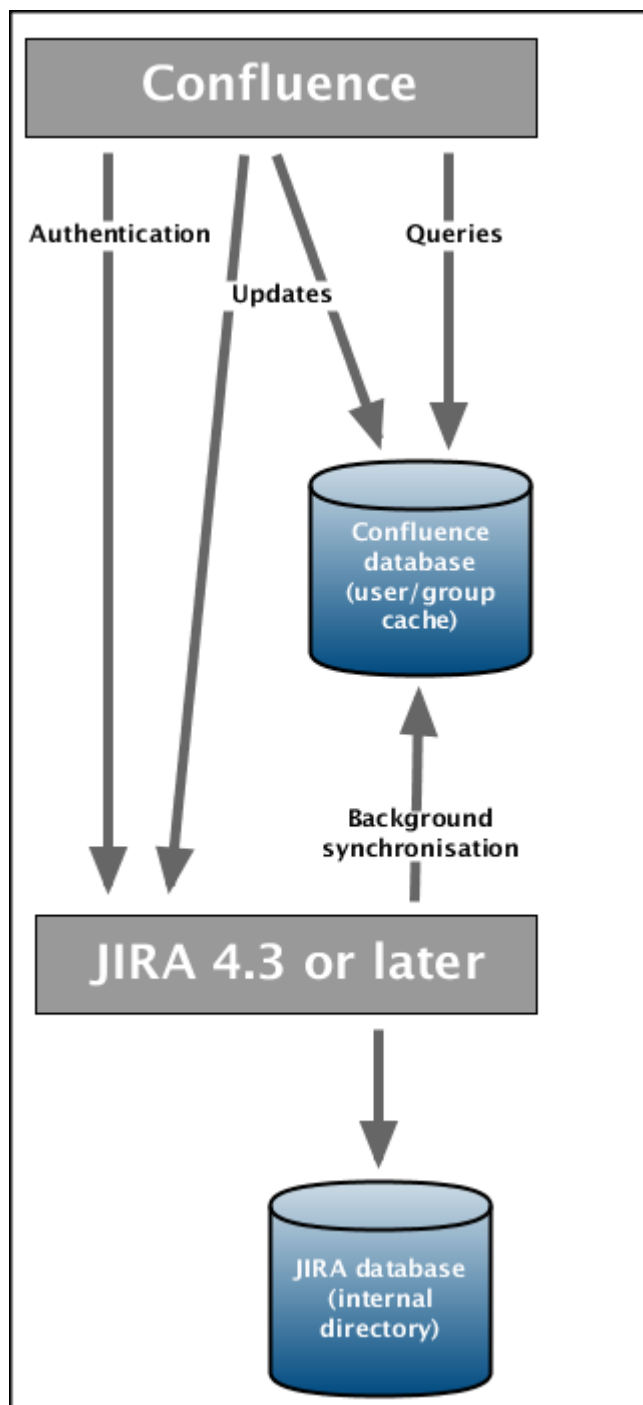 Confluence
Authentication
Queries
Updates
Confluence
database
(user/group
cache)
Background
synchronisation
JIRA 4.3 or later
JIRA database
(internal
directory)